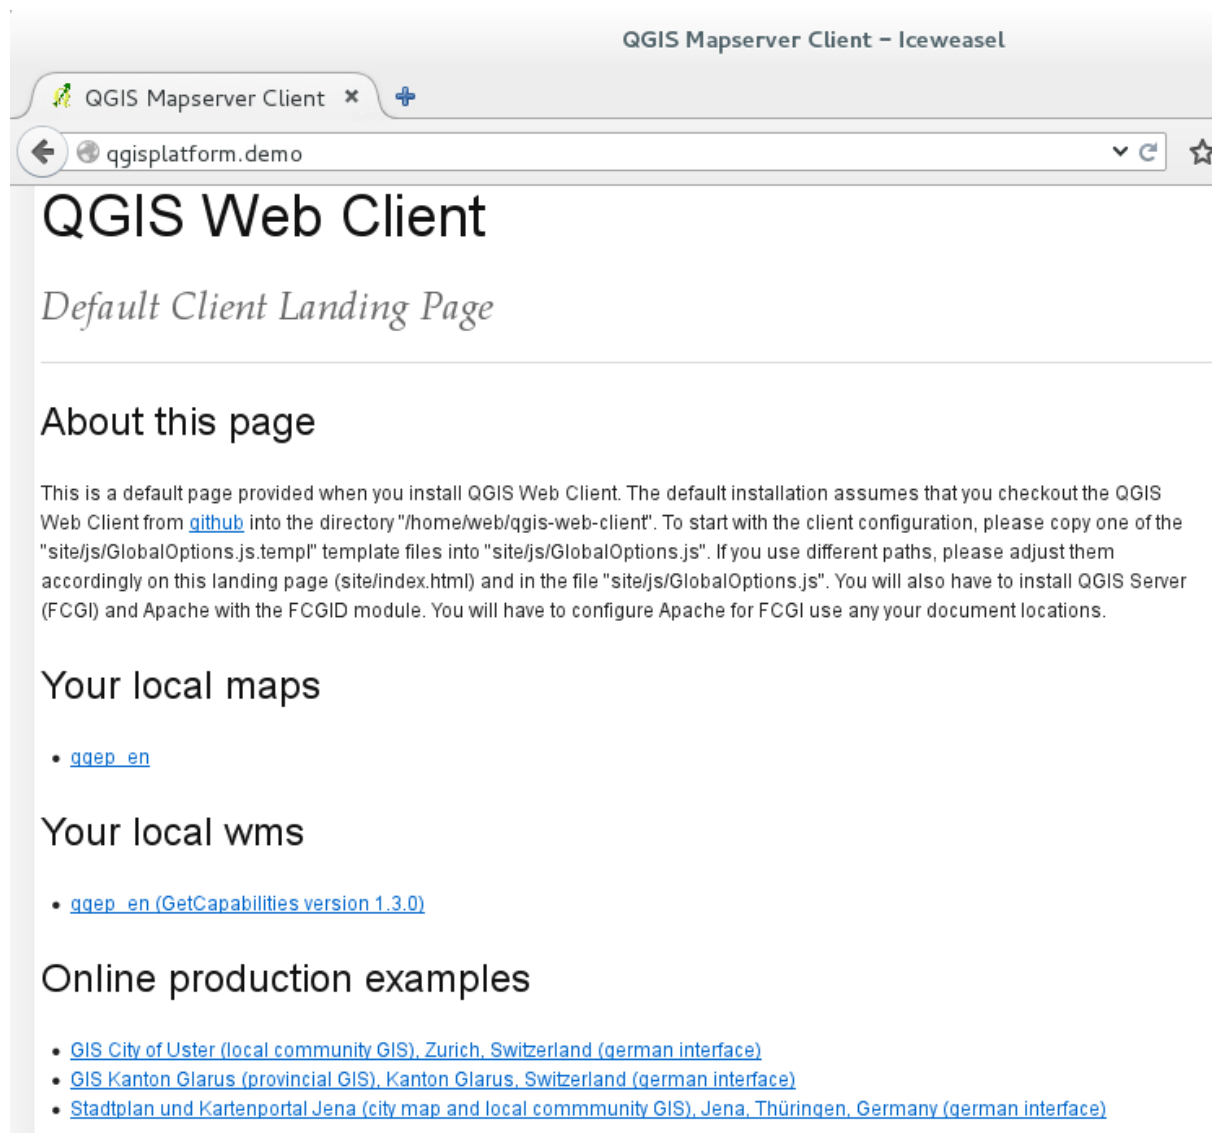 QGIS Mapserver Client – Iceweasel
QGIS Mapserver Client
qgisplatform.demo
QGIS Web Client
Default Client Landing Page
About this page
This is a default page provided when you install QGIS Web Client. The default installation assumes that you checkout the QGIS
Web Client from github into the directory "/home/web/qgis-web-client". To start with the client configuration, please copy one of the
"site/js/GlobalOptions.js.templ" template files into "site/js/GlobalOptions.js". If you use different paths, please adjust them
accordingly on this landing page (site/index.html) and in the file "site/js/GlobalOptions.js". You will also have to install QGIS Server
(FCGI) and Apache with the FCGID module. You will have to configure Apache for FCGI use any your document locations.
Your local maps
• qgep_en
Your local wms
• qgep_en (GetCapabilities version 1.3.0)
Online production examples
• GIS City of Uster (local community GIS), Zurich, Switzerland (german interface)
• GIS Kanton Glarus (provincial GIS), Kanton Glarus, Switzerland (german interface)
• Stadtplan und Kartenportal Jena (city map and local commmunity GIS), Jena, Thüringen, Germany (german interface)